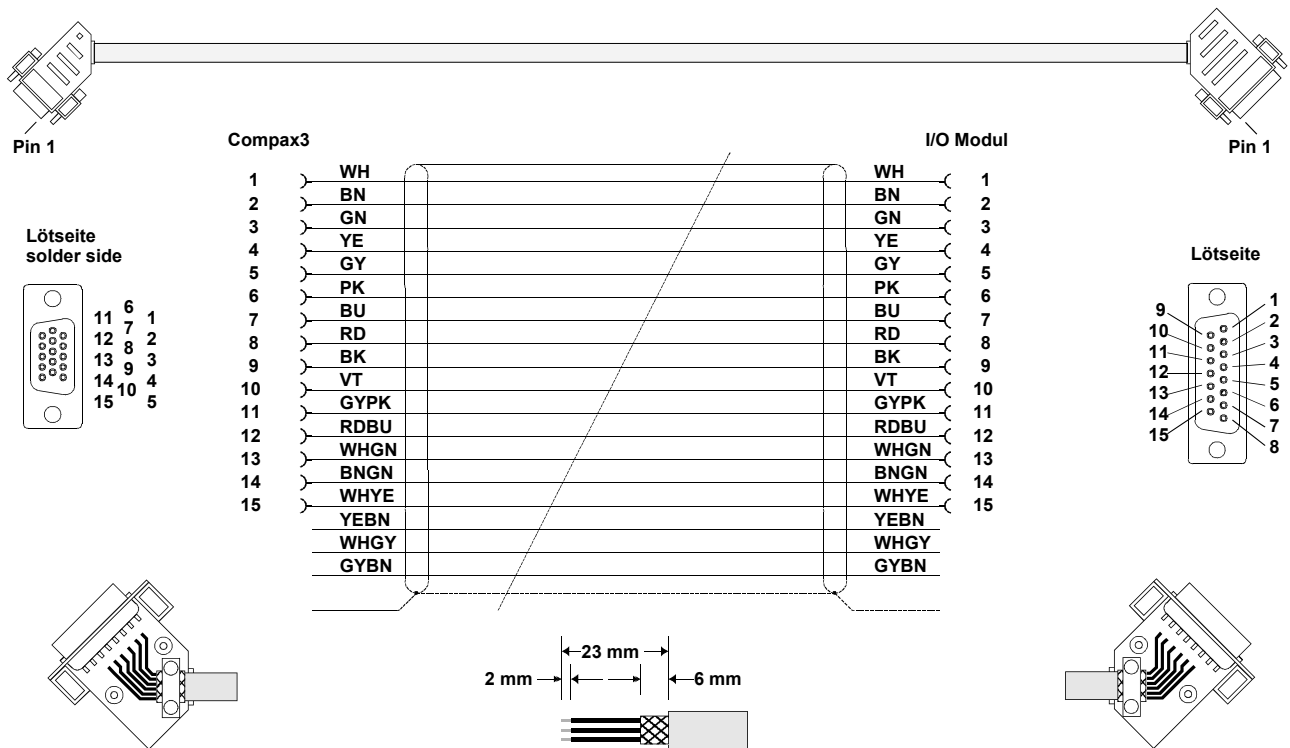 Pin 1
Pin 1
Compax3
I/O Modul
1 WH WH 1
2 BN BN 2
3 GN GN 3
4 YE YE 4
5 GY GY 5
6 PK PK 6
7 BU BU 7
8 RD RD 8
9 BK BK 9
10 VT VT 10
11 GYPK GYPK 11
12 RDBU RDBU 12
13 WHGN WHGN 13
14 BNGN BNGN 14
15 WHYE WHYE 15
YEBN YEBN
WHGY WHGY
GYBN GYBN
Lötseite
solder side
11 6 1
12 7 2
13 8 3
14 9 4
15 10 5
Lötseite
9 1
10 2
11 3
12 4
13 5
14 6
15 7
8
23 mm
2 mm
6 mm